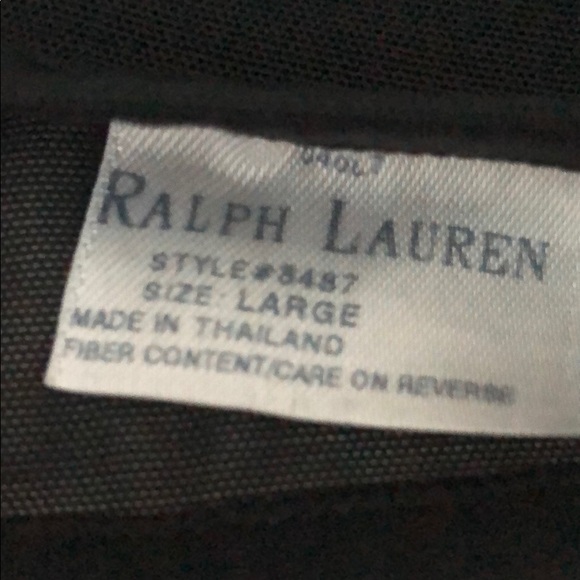 RALPH LAUREN
STYLE#8487
SIZE: LARGE
MADE IN THAILAND
FIBER CONTENT/CARE ON REVERSE